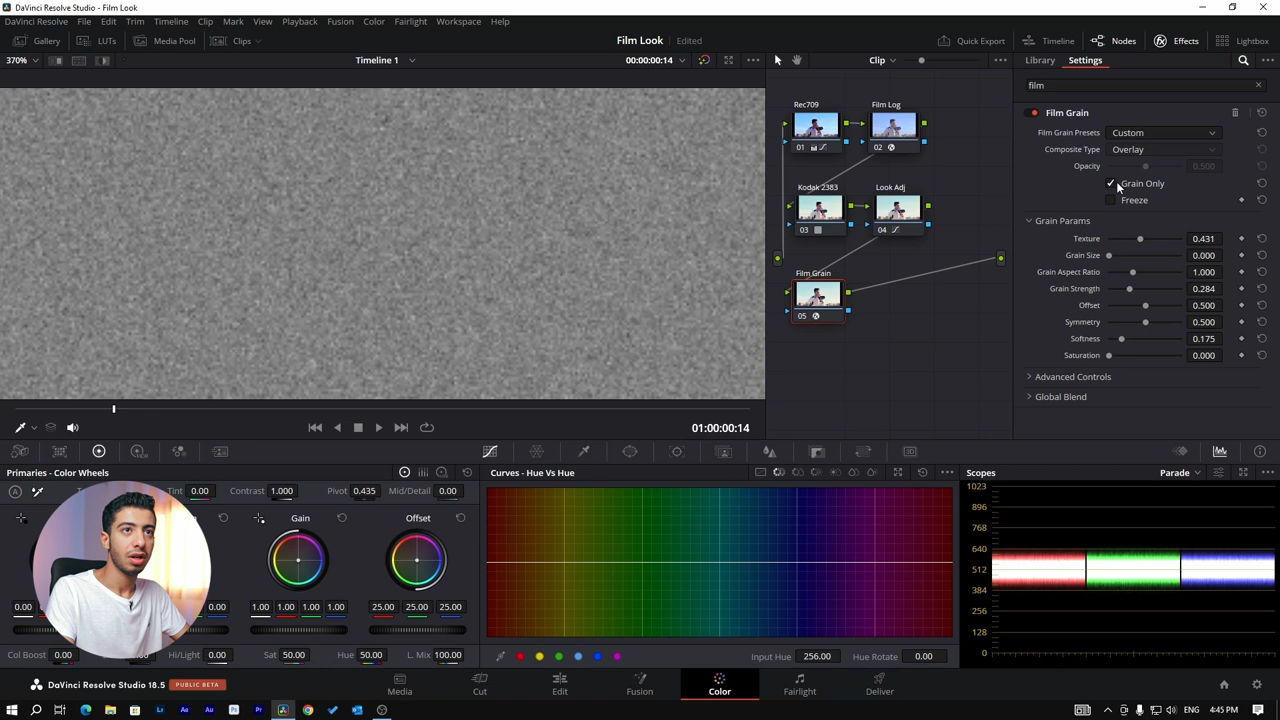 DaVinci Resolve Studio - Film Look
DaVinci Resolve File Edit Trim Timeline Clip Mark View Playback Fusion Color Fairlight Workspace Help
Gallery LUTs Media Pool Clips Film Look Edited Quick Export Timeline Nodes Effects Lightbox
370% Timeline 1 00:00:00:14 Clip Library Settings
film
Rec709 Film Log
01 02
Kodak 2383 Look Adj
03 04
Film Grain
05
Film Grain
Film Grain Presets Custom
Composite Type Overlay
Opacity 0.500
Grain Only
Freeze
Grain Params
Texture 0.431
Grain Size 0.000
Grain Aspect Ratio 1.000
Grain Strength 0.284
Offset 0.500
Symmetry 0.500
Softness 0.175
Saturation 0.000
Advanced Controls
Global Blend
01:00:00:14
3D
Primaries - Color Wheels Curves - Hue Vs Hue Scopes Parade
A Tint 0.00 Contrast 1.000 Pivot 0.435 Mid/Detail 0.00
Gain Offset
0.00 0.00 1.00 1.00 1.00 1.00 25.00 25.00 25.00
Col Boost 0.00 Hi/Light 0.00 Sat 50.00 Hue 50.00 L. Mix 100.00
Input Hue 256.00 Hue Rotate 0.00
1023
896
768
640
512
384
256
128
0
DaVinci Resolve Studio 18.5 PUBLIC BETA
Media Cut Edit Fusion Color Fairlight Deliver
Lr Ae Au Ps Pr
4:45 PM